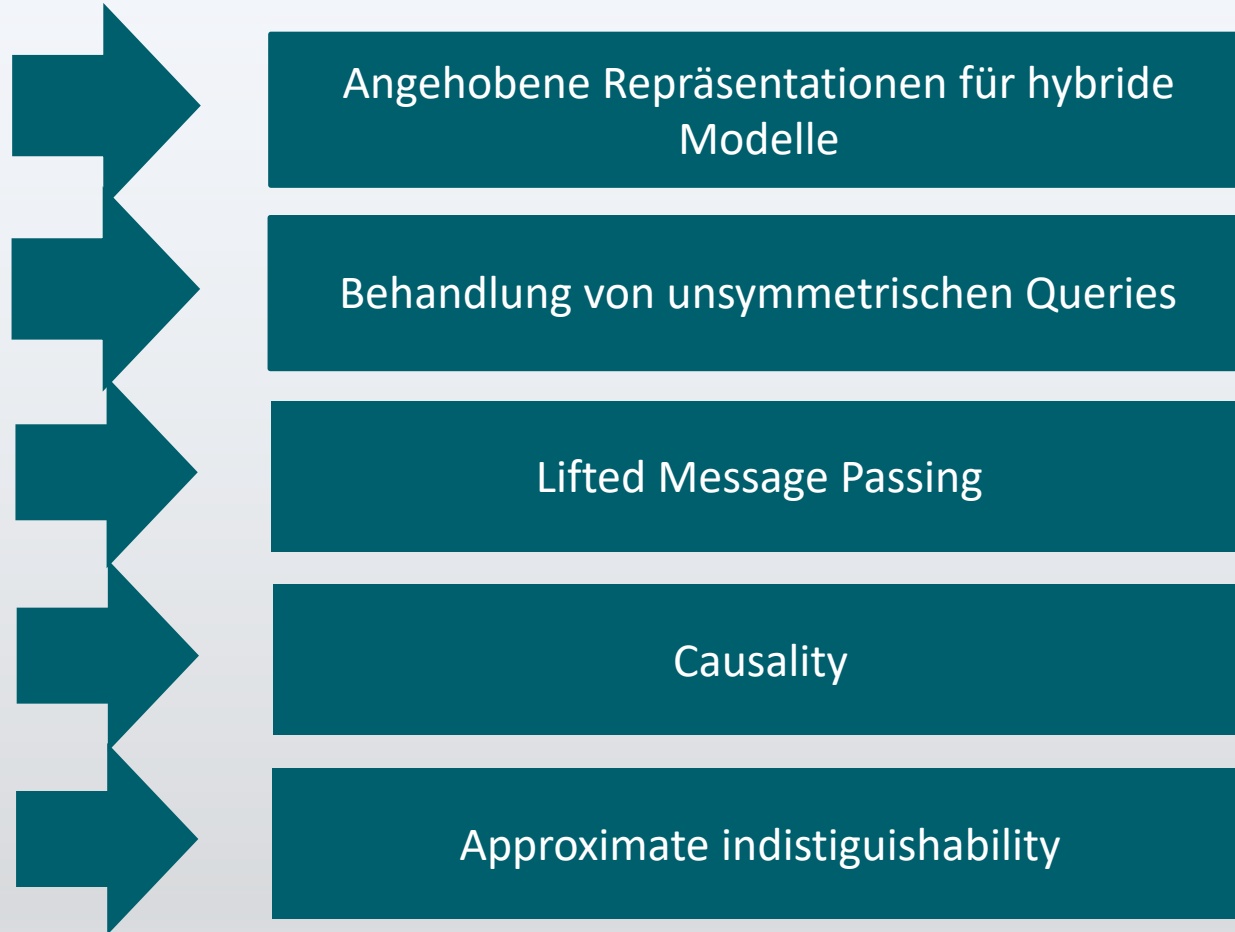 Angehobene Repräsentationen für hybride
Modelle
Behandlung von unsymmetrischen Queries
Lifted Message Passing
Causality
Approximate indistiguishability